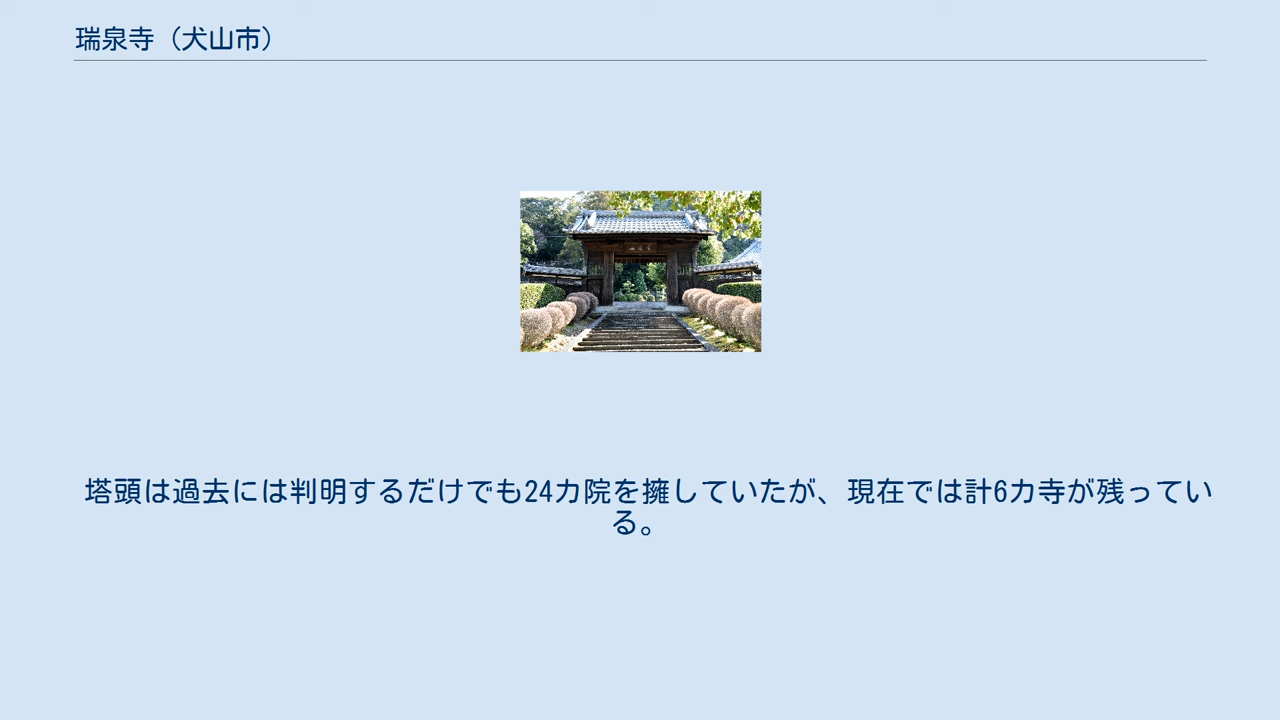 瑞泉寺（犬山市）
塔頭は過去には判明するだけでも24カ院を擁していたが、現在では計6カ寺が残ってい
る。